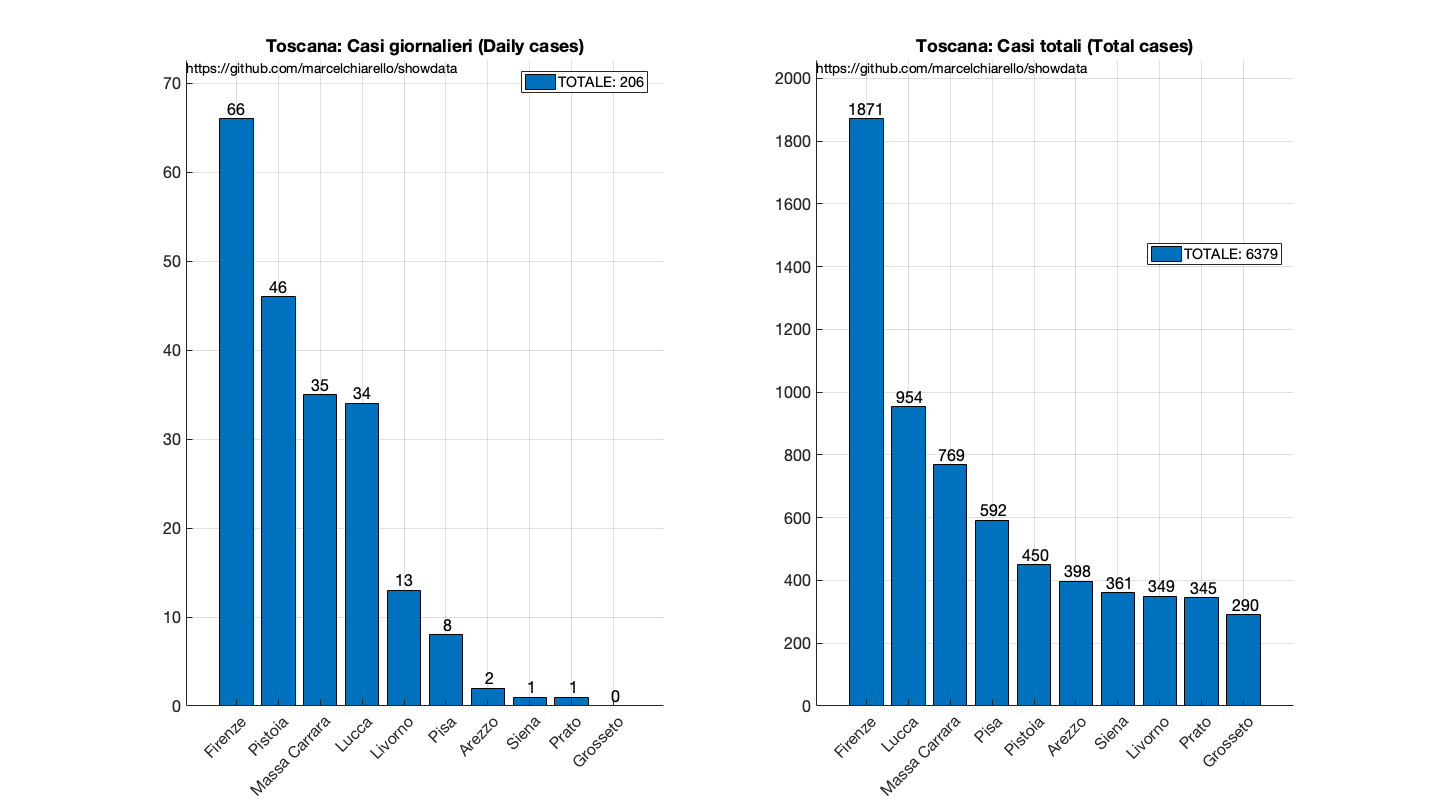 Toscana: Casi giornalieri (Daily cases)
https://github.com/marcelchiarello/showdata
TOTALE: 206
70
60
50
40
30
20
10
0
66
46
35
34
13
8
2
1
1
0
Firenze
Pistoia
Massa Carrara
Lucca
Livorno
Pisa
Arezzo
Siena
Prato
Grosseto
Toscana: Casi totali (Total cases)
https://github.com/marcelchiarello/showdata
TOTALE: 6379
2000
1800
1600
1400
1200
1000
800
600
400
200
0
1871
954
769
592
450
398
361
349
345
290
Firenze
Lucca
Massa Carrara
Pisa
Pistoia
Arezzo
Siena
Livorno
Prato
Grosseto